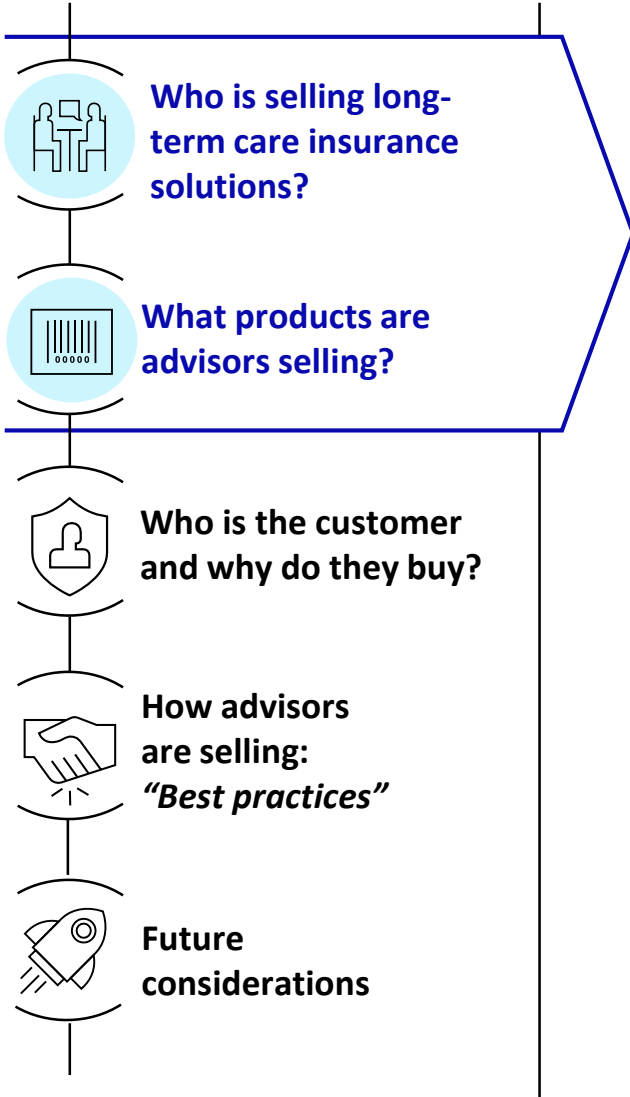 Who is selling long-
term care insurance
solutions?
00000
What products are
advisors selling?
Who is the customer
and why do they buy?
How advisors
are selling:
“Best practices”
Future
considerations